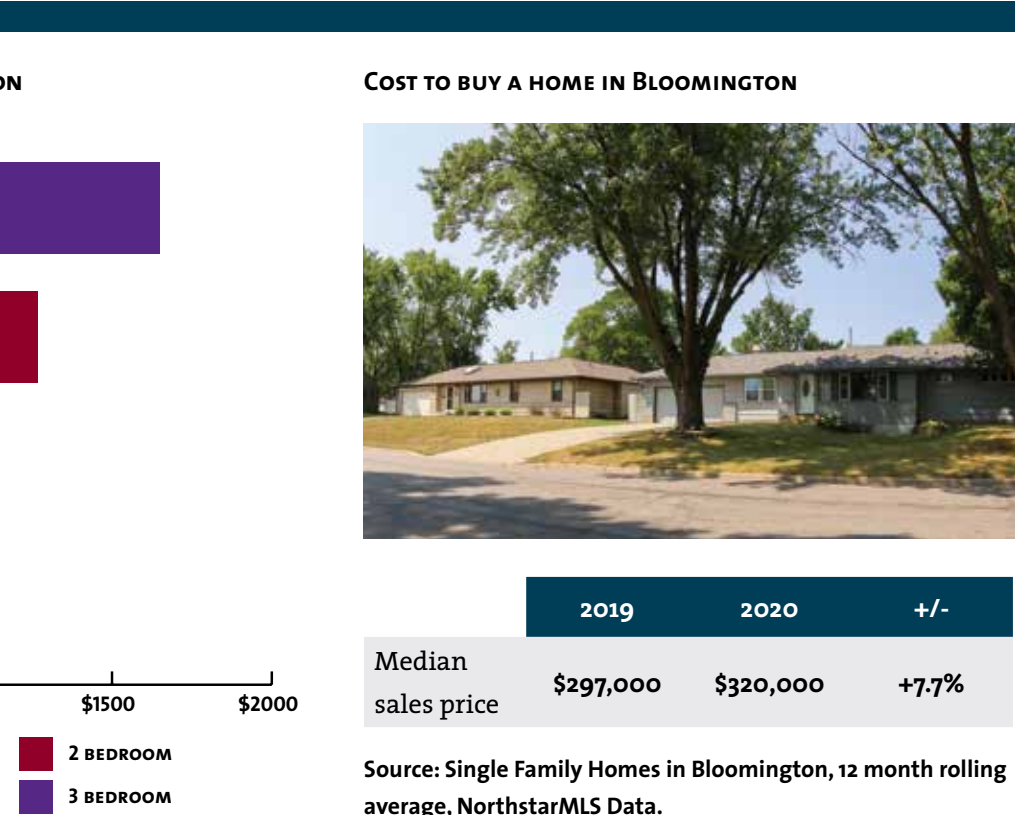 ON
$1500 $2000
2 BEDROOM
3 BEDROOM
COST TO BUY A HOME IN BLOOMINGTON
2019 2020 +/-
Median
sales price
$297,000 $320,000 +7.7%
Source: Single Family Homes in Bloomington, 12 month rolling
average, NorthstarMLS Data.